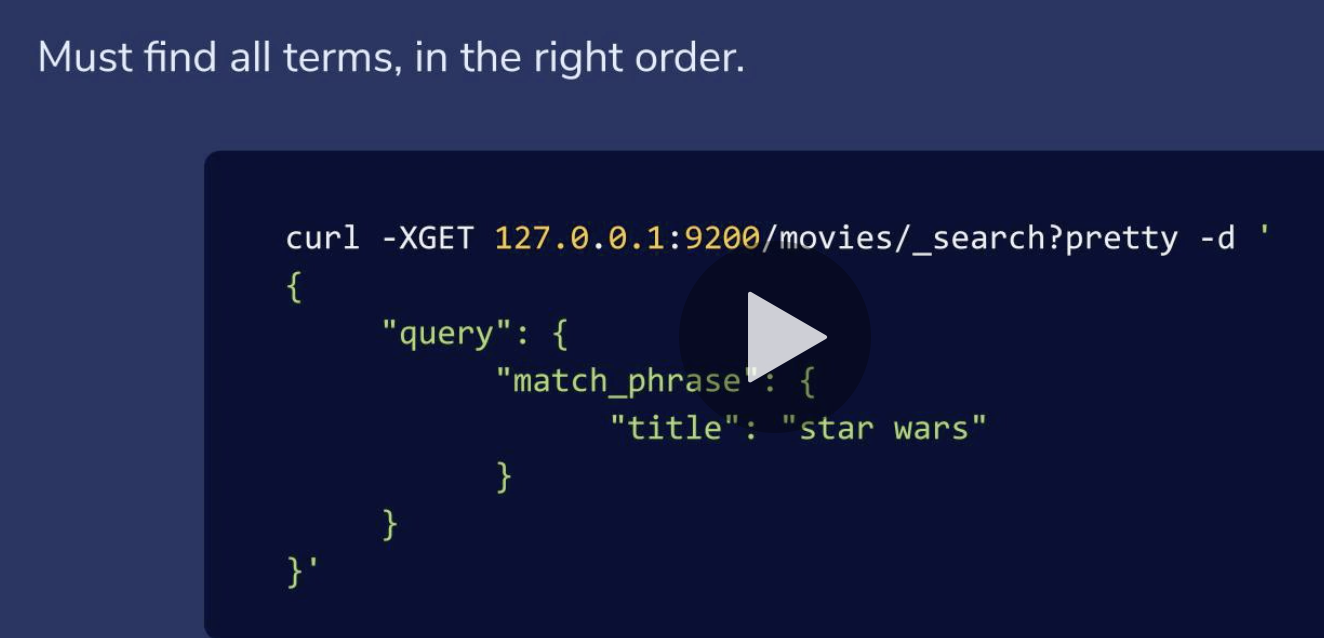 Must find all terms, in the right order.
curl -XGET 127.0.0.1:9200/movies/_search?pretty -d '
{
"query": {
"match_phrase": {
"title": "star wars"
}
}
}'